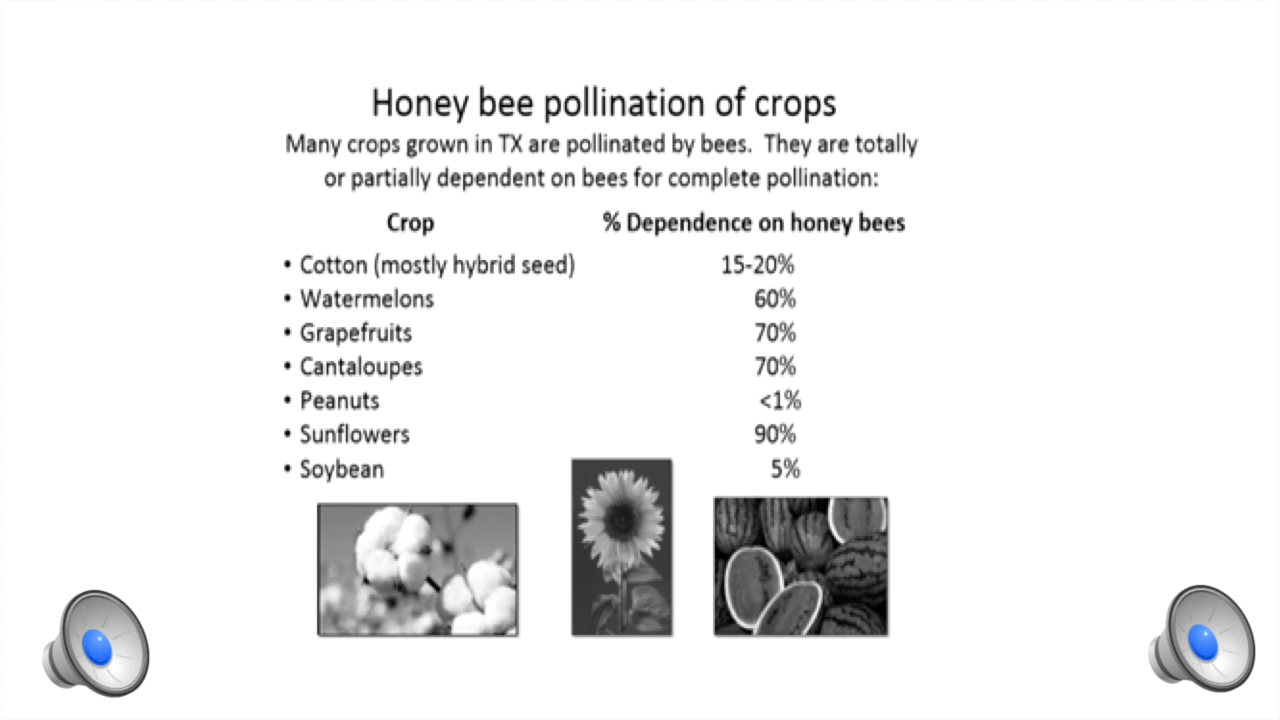 Honey bee pollination of crops
Many crops grown in TX are pollinated by bees. They are totally
or partially dependent on bees for complete pollination:
Crop % Dependence on honey bees
• Cotton (mostly hybrid seed) 15-20%
• Watermelons 60%
• Grapefruits 70%
• Cantaloupes 70%
• Peanuts <1%
• Sunflowers 90%
• Soybean 5%